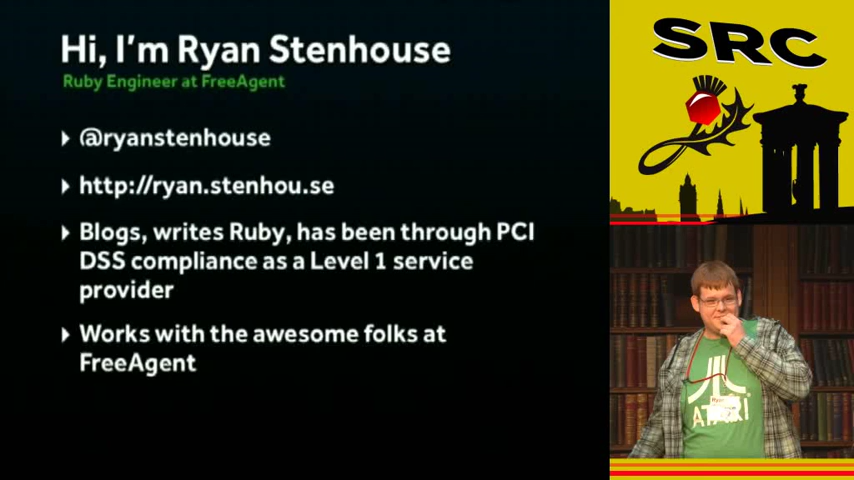 Hi, I'm Ryan Stenhouse
Ruby Engineer at FreeAgent
@ryanstenhouse
http://ryan.stenhou.se
Blogs, writes Ruby, has been through PCI
DSS compliance as a Level 1 service
provider
Works with the awesome folks at
FreeAgent
SRC
ATARI